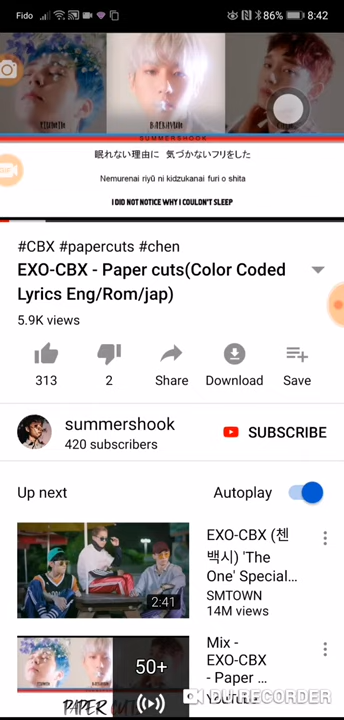 Fido 86% 8:42
XIUMIN BAEKHYUN
SUMMERSHOOK
眠れない理由に 気づかないフリをした
Nemurenai riyū ni kidzukanai furi o shita
I DID NOT NOTICE WHY I COULDN'T SLEEP
#CBX #papercuts #chen
EXO-CBX - Paper cuts(Color Coded
Lyrics Eng/Rom/jap)
5.9K views
313 2 Share Download Save
summershook
420 subscribers
SUBSCRIBE
Up next Autoplay
EXO-CBX (첸
백시) 'The
One' Special...
SMTOWN
14M views
2:41
Mix -
EXO-CBX
- Paper ...
YouTube
50+
PAPER CUTS
DU RECORDER